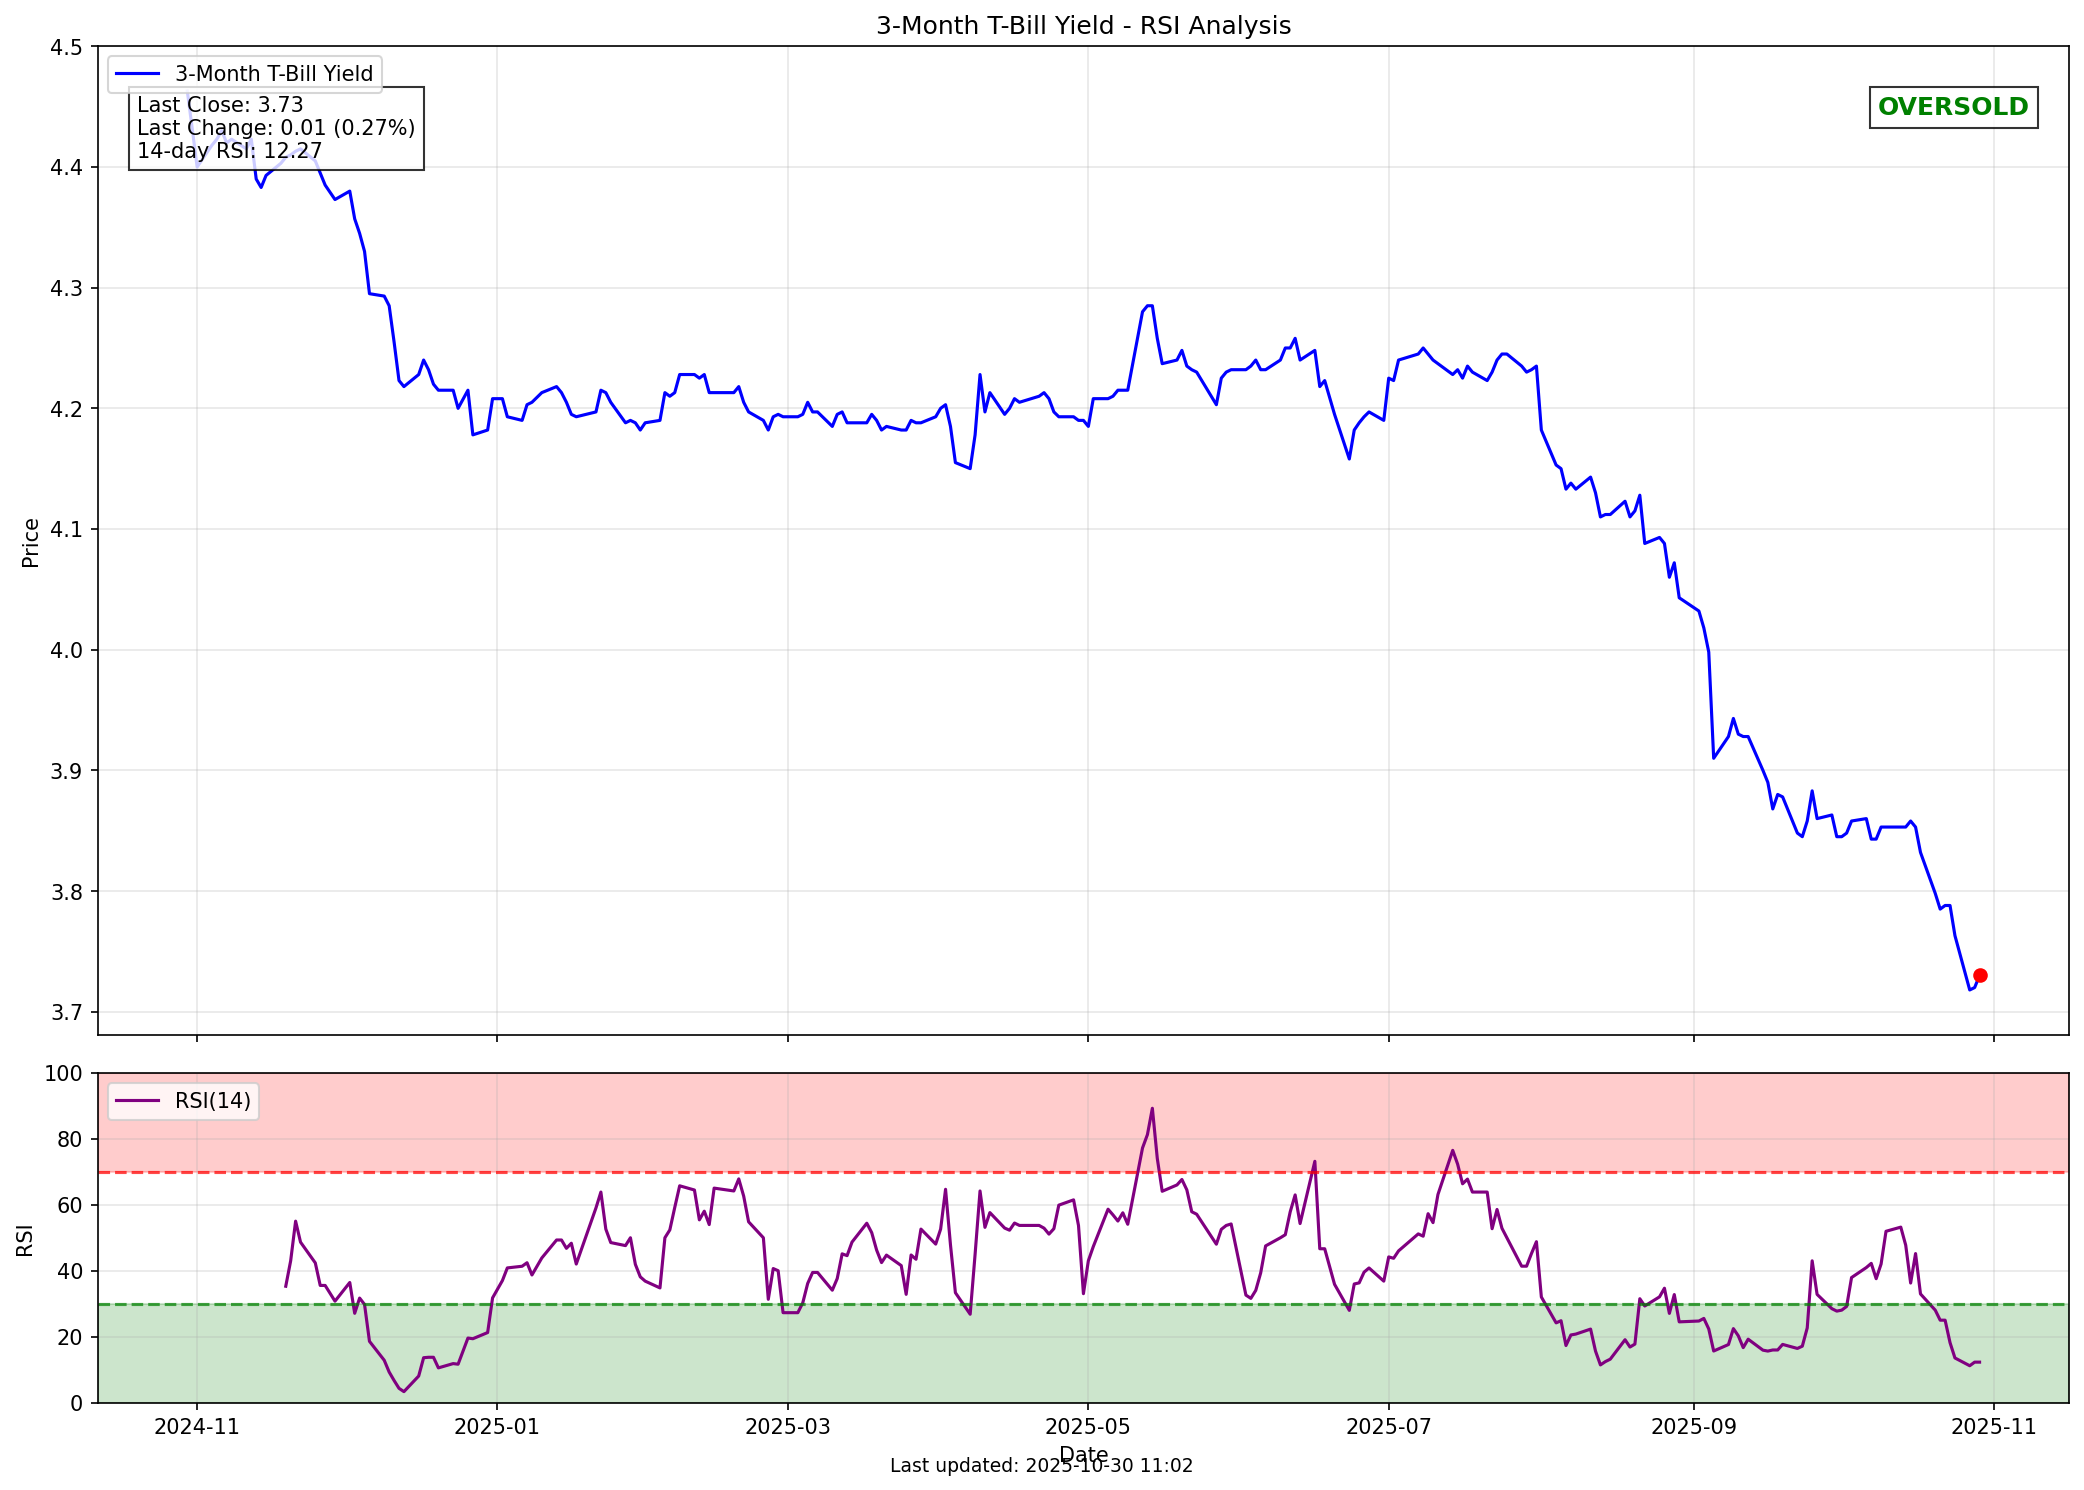 3-Month T-Bill Yield - RSI Analysis
3-Month T-Bill Yield
Last Close: 3.73
Last Change: 0.01 (0.27%)
14-day RSI: 12.27
OVERSOLD
4.5
4.4
4.3
4.2
4.1
4.0
3.9
3.8
3.7
Price
RSI(14)
100
80
60
40
20
0
RSI
2024-11
2025-01
2025-03
2025-05
2025-07
2025-09
2025-11
Date
Last updated: 2025-10-30 11:02